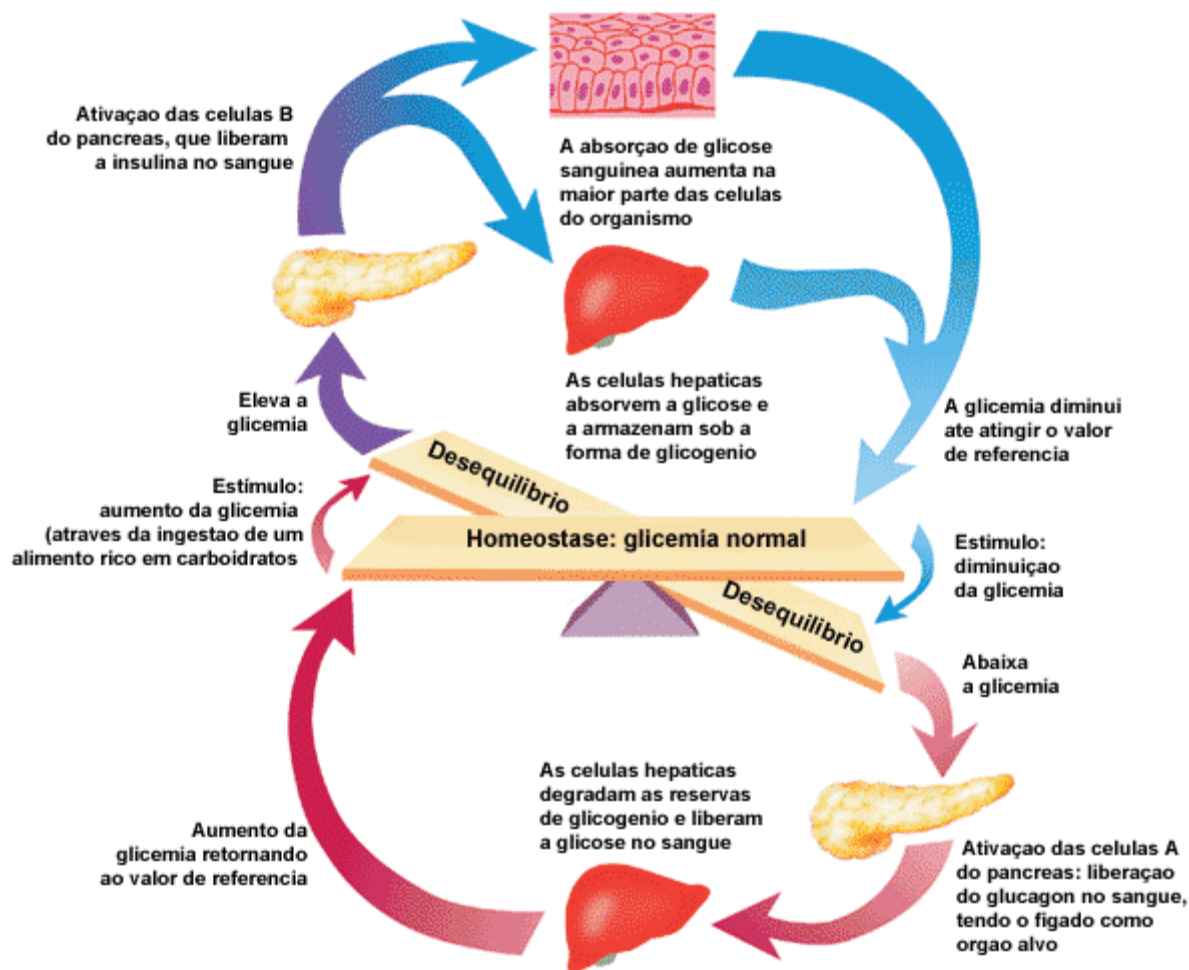 Ativaçao das celulas B
do pancreas, que liberam
a insulina no sangue
A absorçao de glicose
sanguinea aumenta na
maior parte das celulas
do organismo
Eleva a
glicemia
As celulas hepaticas
absorvem a glicose e
a armazenam sob a
forma de glicogenio
A glicemia diminui
ate atingir o valor
de referencia
Desequilibrio
Estímulo:
aumento da glicemia
(atraves da ingestao de um
alimento rico em carboidratos
Homeostase: glicemia normal
Estimulo:
diminuiçao
da glicemia
Desequilibrio
Abaixa
a glicemia
As celulas hepaticas
degradam as reservas
de glicogenio e liberam
a glicose no sangue
Aumento da
glicemia retornando
ao valor de referencia
Ativaçao das celulas A
do pancreas: liberaçao
do glucagon no sangue,
tendo o figado como
orgao alvo